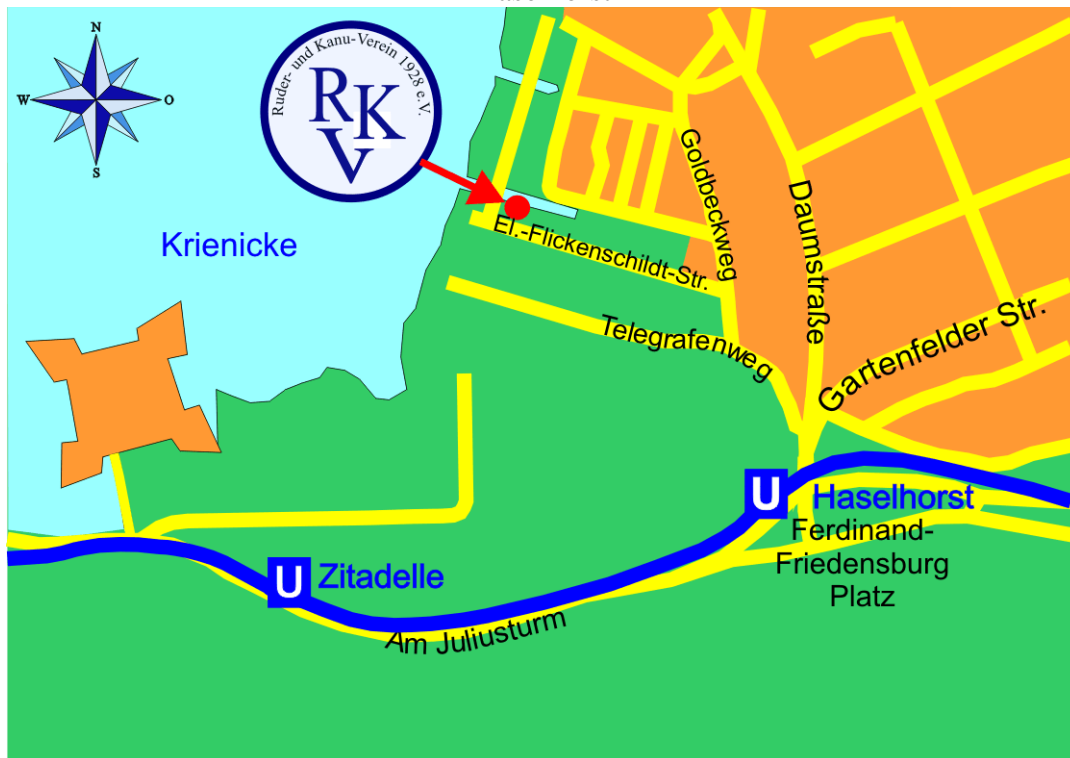 N
W
O
S
Ruder- und Kanu-Verein 1928 e.V.
RKV
Krienicke
Goldbeckweg
Daumstraße
El.-Flickenschildt-Str.
Telegrafenweg
Gartenfelder Str.
U Haselhorst
Ferdinand-
Friedensburg
Platz
U Zitadelle
Am Juliusturm